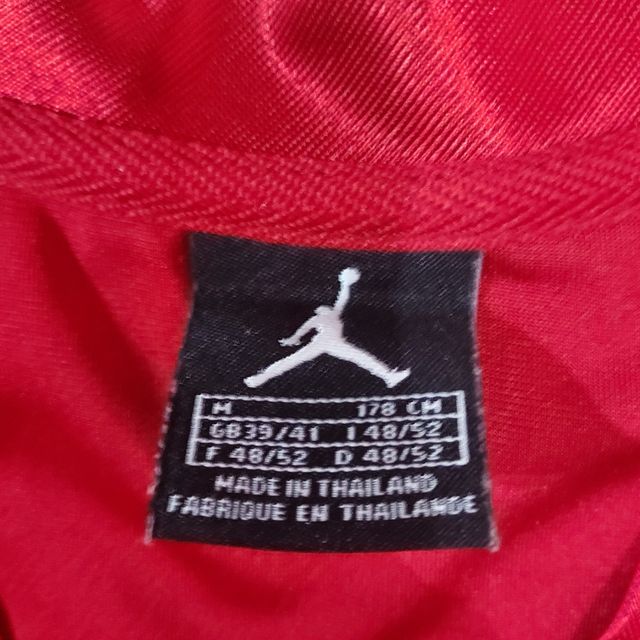 M 178 CM
GB39/41 I 48/52
F 48/52 D 48/52
MADE IN THAILAND
FABRIQUE EN THAILANDE